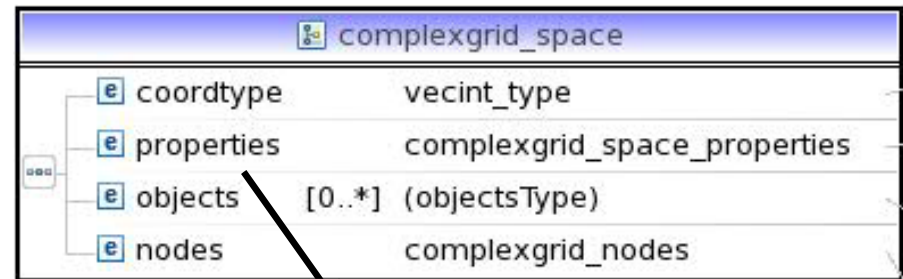 complexgrid_space
e coordtype vecint_type
e properties complexgrid_space_properties
e objects [0..*] (objectsType)
e nodes complexgrid_nodes